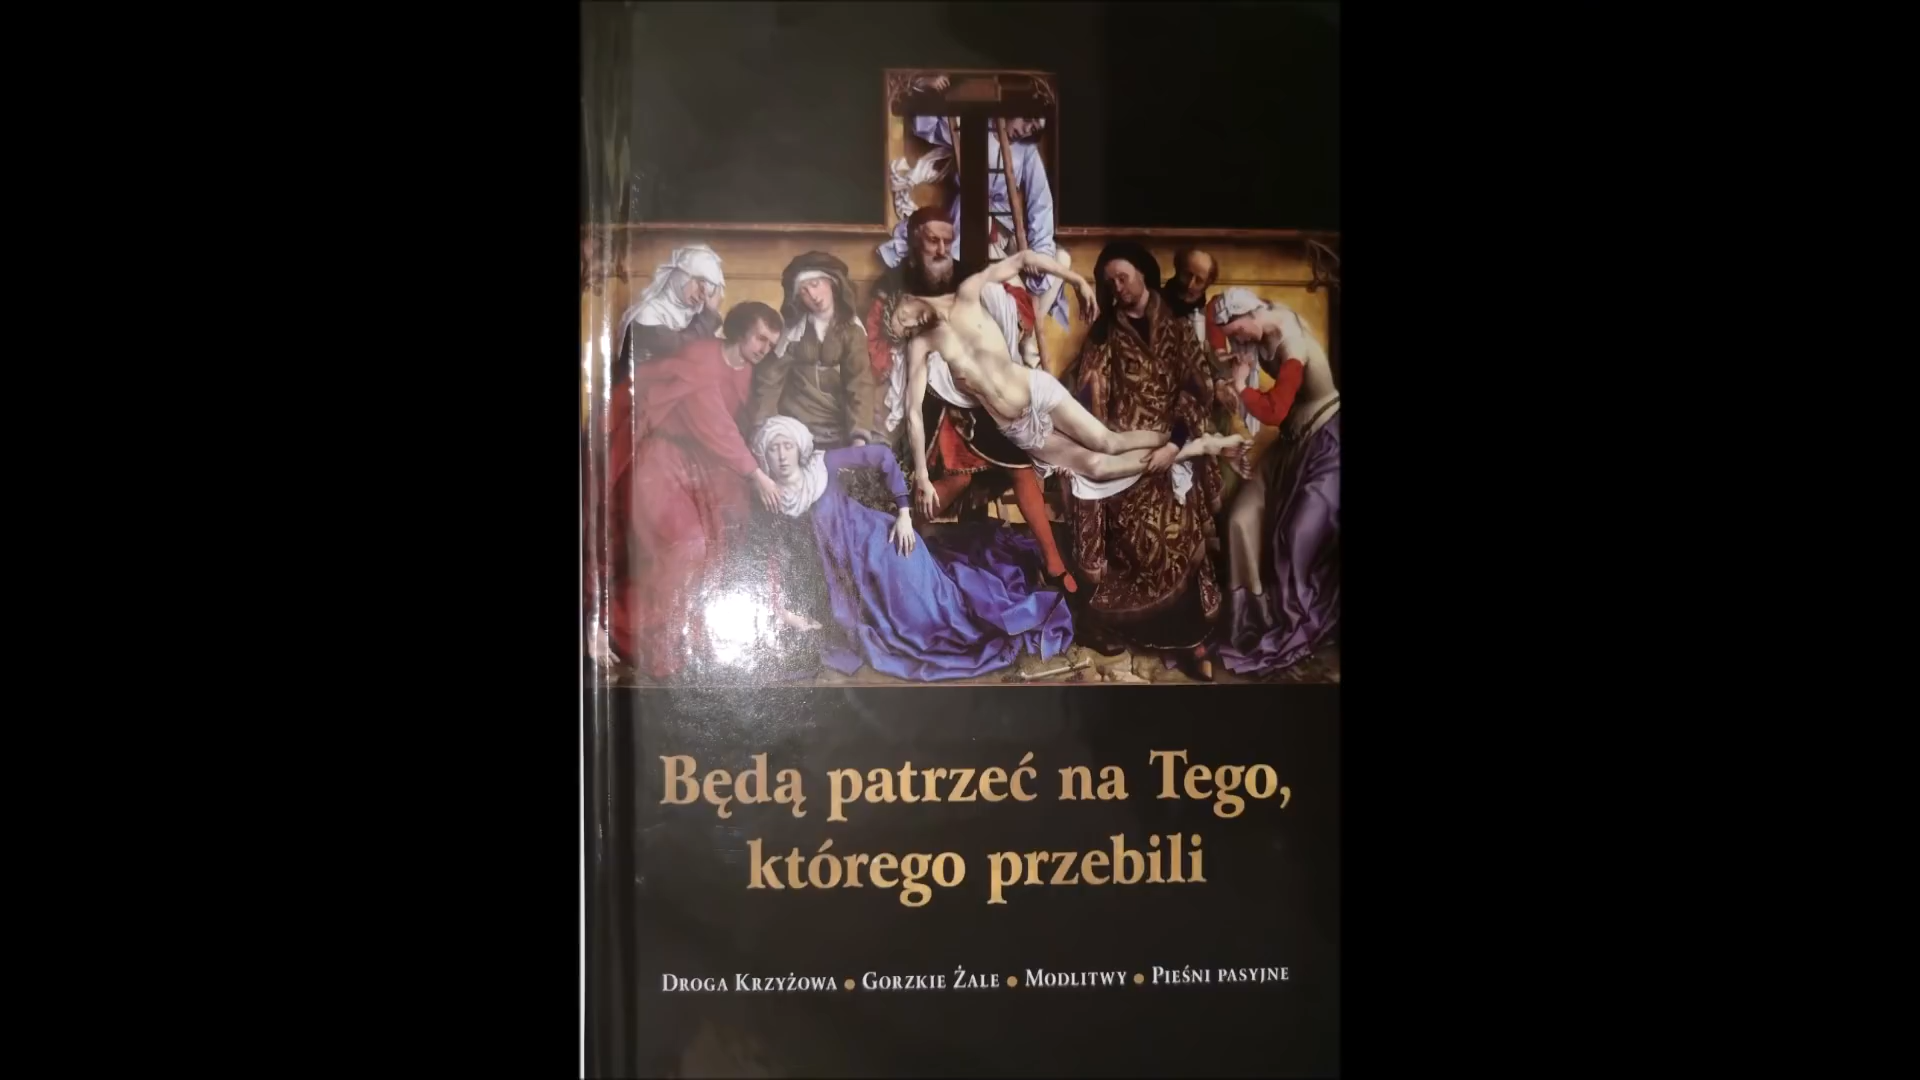 Będą patrzeć na Tego,
którego przebili
Droga Krzyżowa • Gorzkie Żale • Modlitwy • Pieśni pasyjne